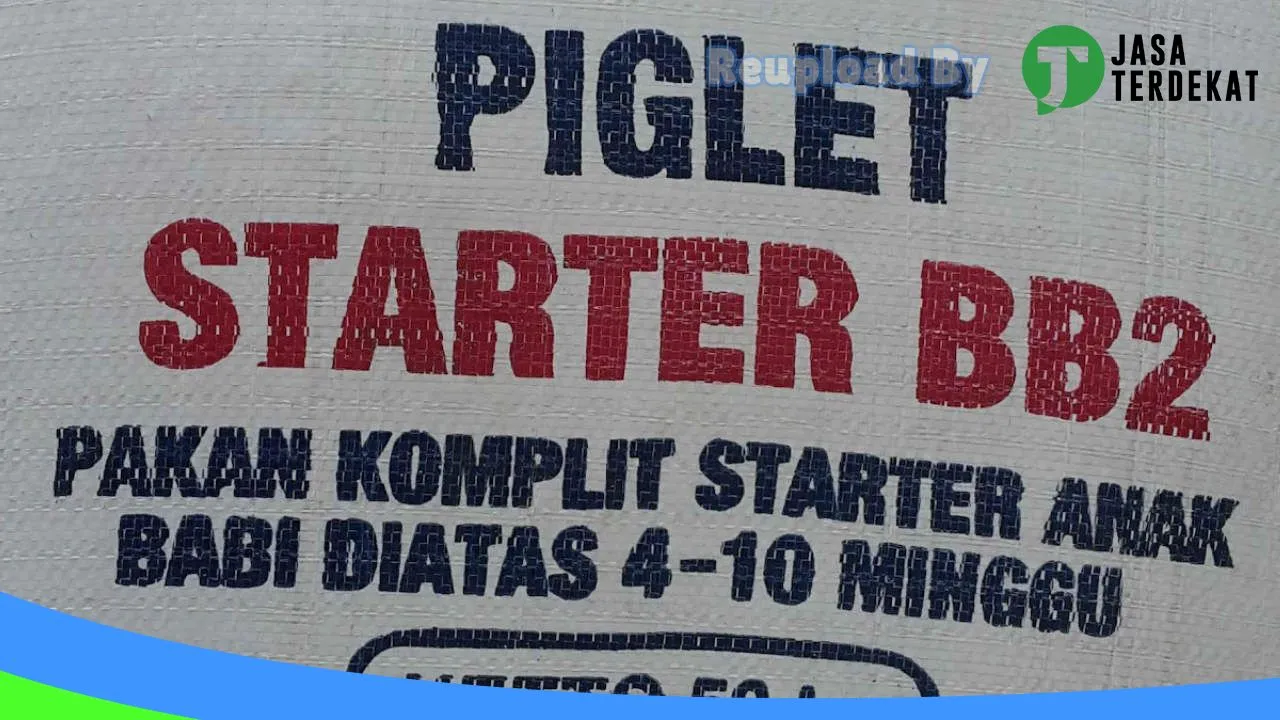 PIGLET
Reupload By
JASA
TERDEKAT
STARTER BB2
PAKAN KOMPLIT STARTER ANAK
BABI DIATAS 4-10 MINGGU